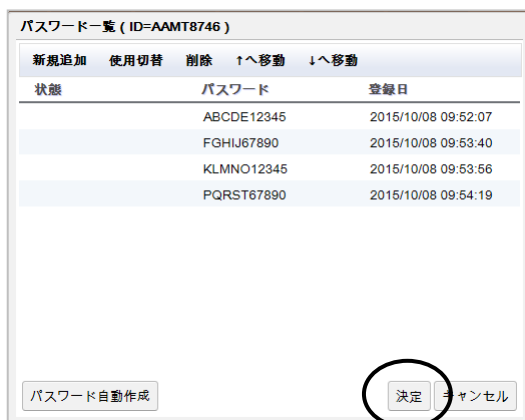 パスワード一覧 ( ID=AAMT8746 )
新規追加 使用切替 削除 ↑へ移動 ↓へ移動
状態 パスワード 登録日
ABCDE12345 2015/10/08 09:52:07
FGHIJ67890 2015/10/08 09:53:40
KLMNO12345 2015/10/08 09:53:56
PQRST67890 2015/10/08 09:54:19
パスワード自動作成 決定 キャンセル